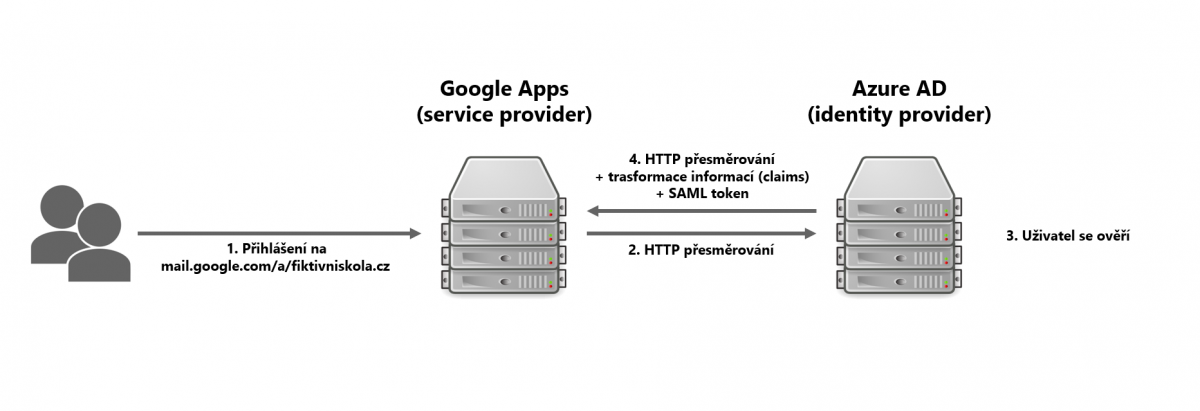 Google Apps
(service provider)
Azure AD
(identity provider)
4. HTTP přesměrování
+ trasformace informací (claims)
+ SAML token
1. Přihlášení na
mail.google.com/a/fiktivniskola.cz
2. HTTP přesměrování
3. Uživatel se ověří